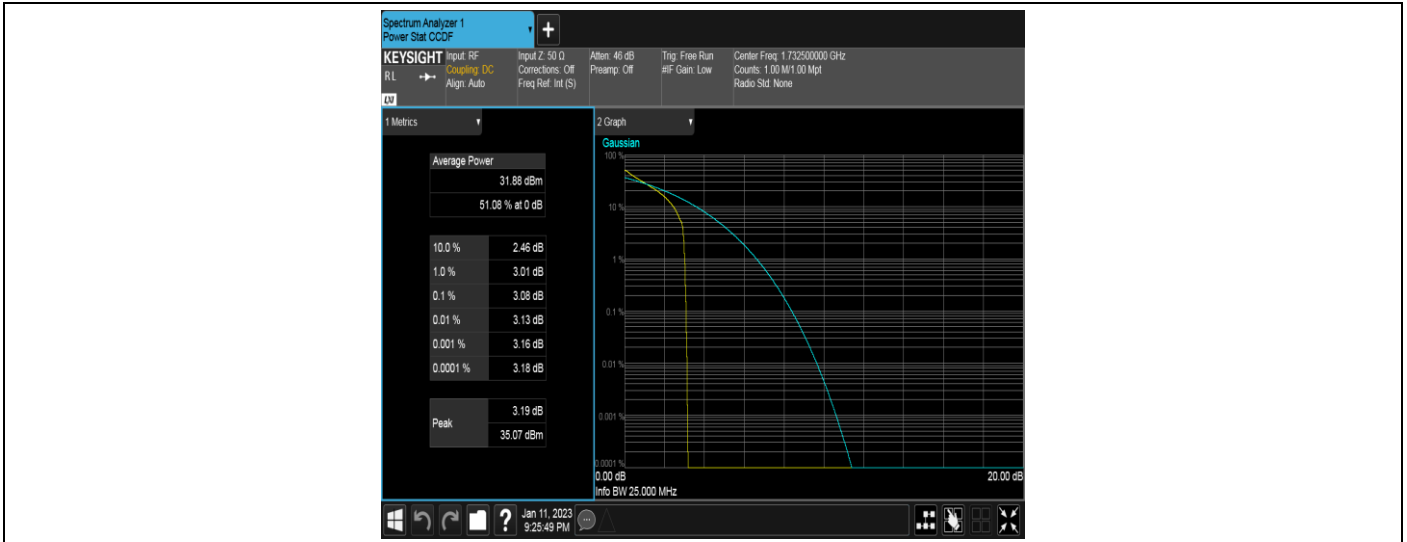 Spectrum Analyzer 1
Power Stat CCDF
KEYSIGHT
RL
LXI
Input: RF
Coupling: DC
Align: Auto
Input Z: 50 Ω
Corrections: Off
Freq Ref: Int (S)
Atten: 46 dB
Preamp: Off
Trig: Free Run
#IF Gain: Low
Center Freq: 1.732500000 GHz
Counts: 1.00 M/1.00 Mpt
Radio Std: None
1 Metrics
Average Power
31.88 dBm
51.08 % at 0 dB
10.0 % 2.46 dB
1.0 % 3.01 dB
0.1 % 3.08 dB
0.01 % 3.13 dB
0.001 % 3.16 dB
0.0001 % 3.18 dB
Peak
3.19 dB
35.07 dBm
2 Graph
Gaussian
100 %
10 %
1 %
0.1 %
0.01 %
0.001 %
0.0001 %
0.00 dB 20.00 dB
Info BW 25.000 MHz
?
Jan 11, 2023
9:25:49 PM